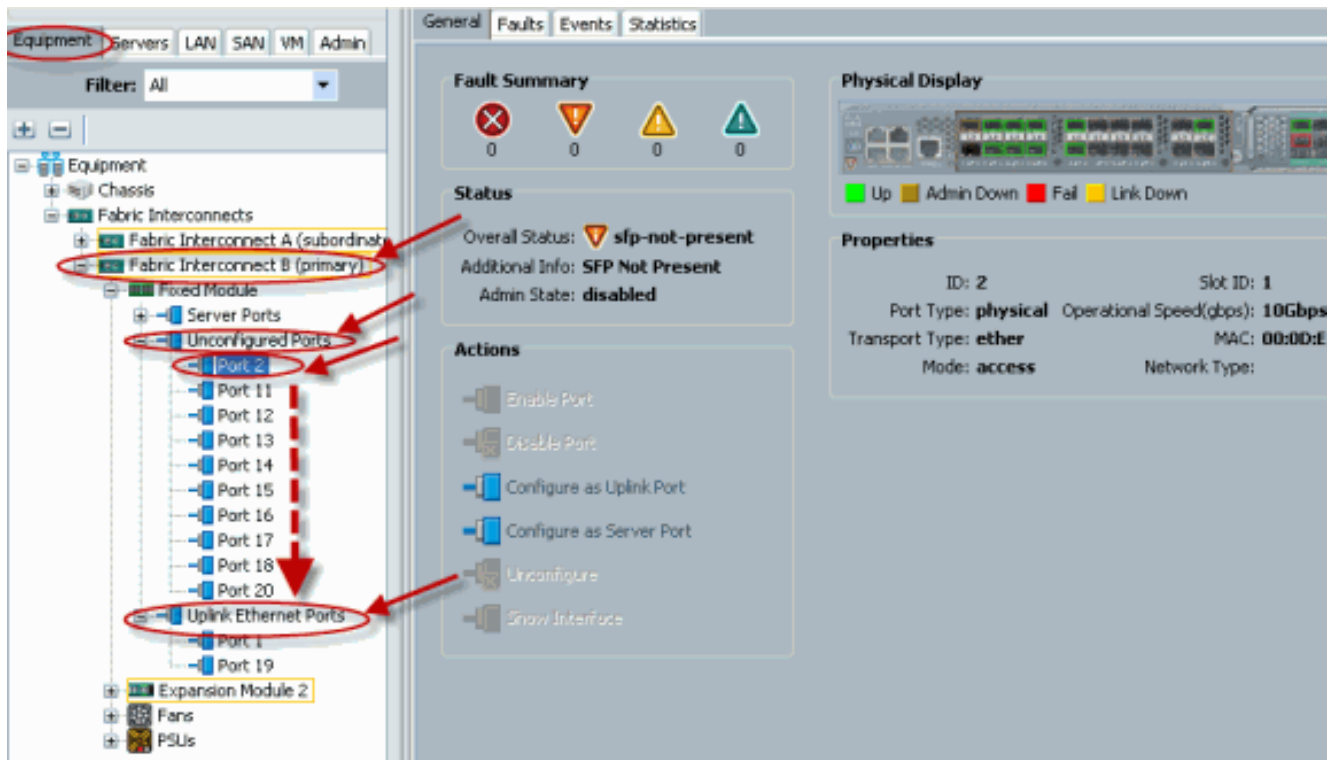 Equipment Servers LAN SAN VM Admin
Filter: All
Equipment
Chassis
Fabric Interconnects
Fabric Interconnect A (subordinate
Fabric Interconnect B (primary)
Fixed Module
Server Ports
Unconfigured Ports
Port 2
Port 11
Port 12
Port 13
Port 14
Port 15
Port 16
Port 17
Port 18
Port 20
Uplink Ethernet Ports
Port 1
Port 19
Expansion Module 2
Fans
PSUs
General Faults Events Statistics
Fault Summary
0 0 0 0
Status
Overall Status: sfp-not-present
Additional Info: SFP Not Present
Admin State: disabled
Actions
Enable Port
Disable Port
Configure as Uplink Port
Configure as Server Port
Unconfigure
Show Interface
Physical Display
Up Admin Down Fail Link Down
Properties
ID: 2 Slot ID: 1
Port Type: physical Operational Speed(gbps): 10Gbps
Transport Type: ether MAC: 00:0D:E
Mode: access Network Type: